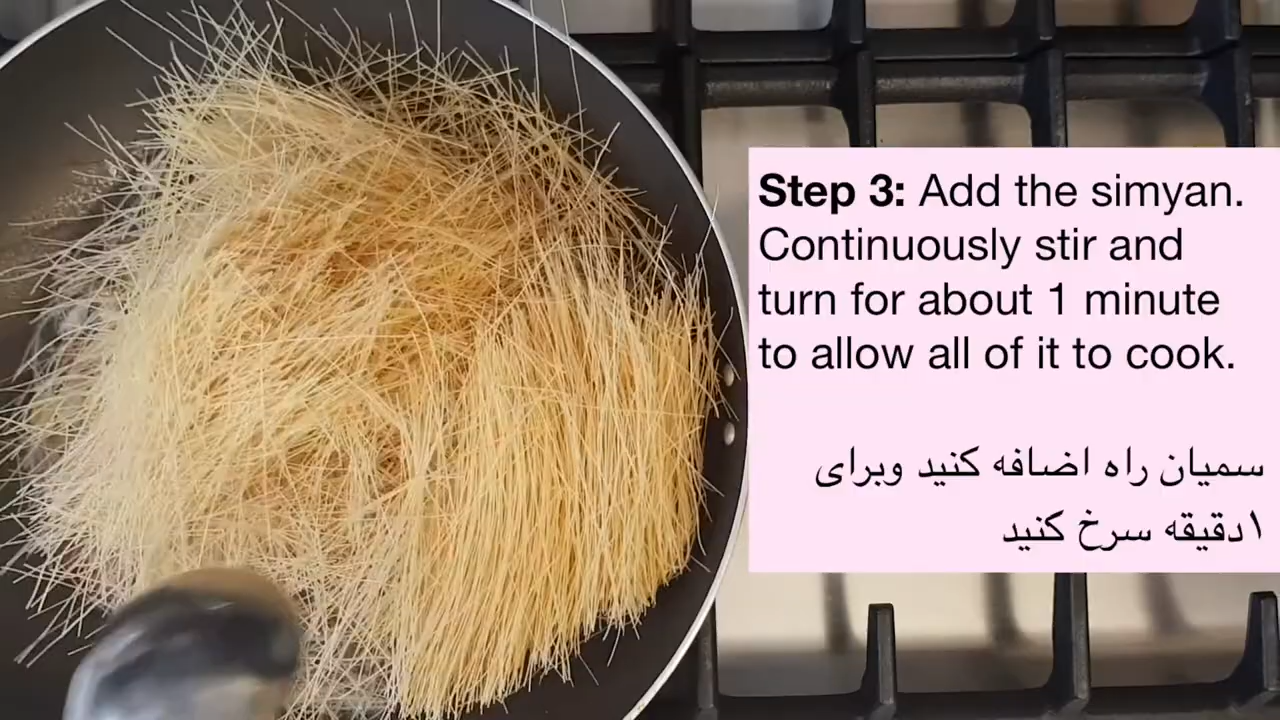 Step 3: Add the simyan.
Continuously stir and
turn for about 1 minute
to allow all of it to cook.
سمیان راه اضافه کنید وبرای
۱دقیقه سرخ کنید